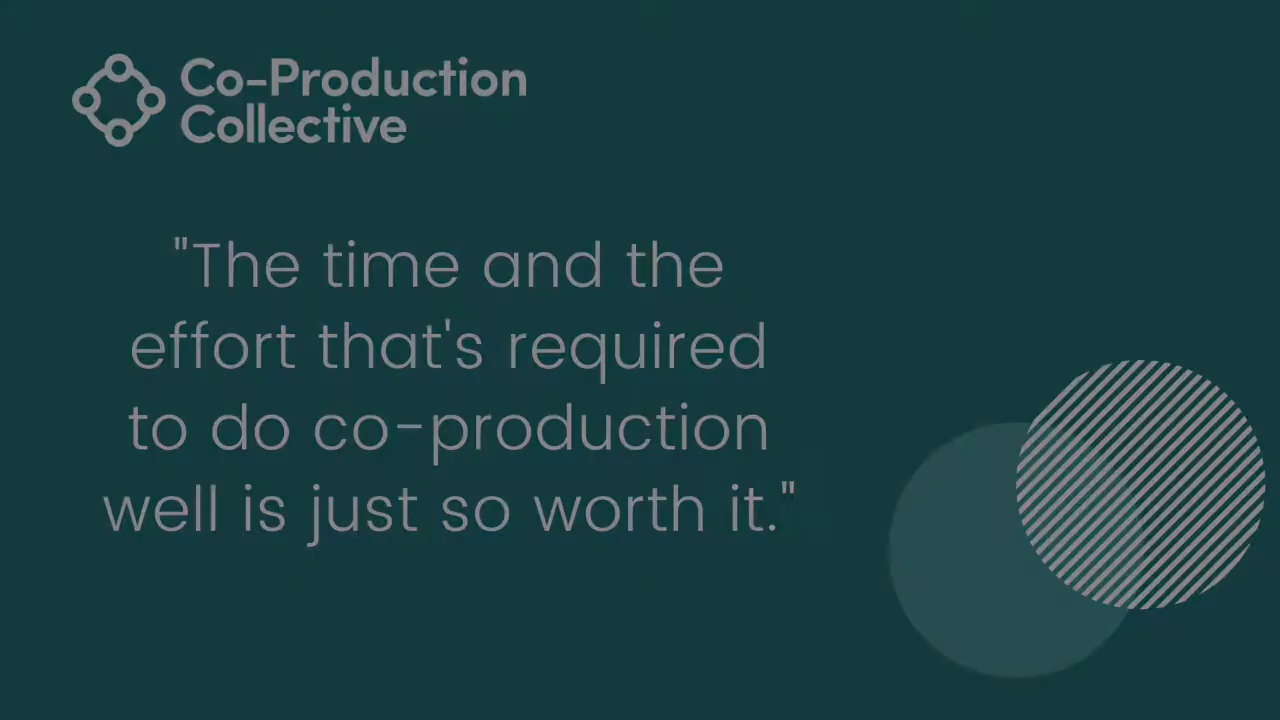 Co-Production
Collective
"The time and the
effort that's required
to do co-production
well is just so worth it."